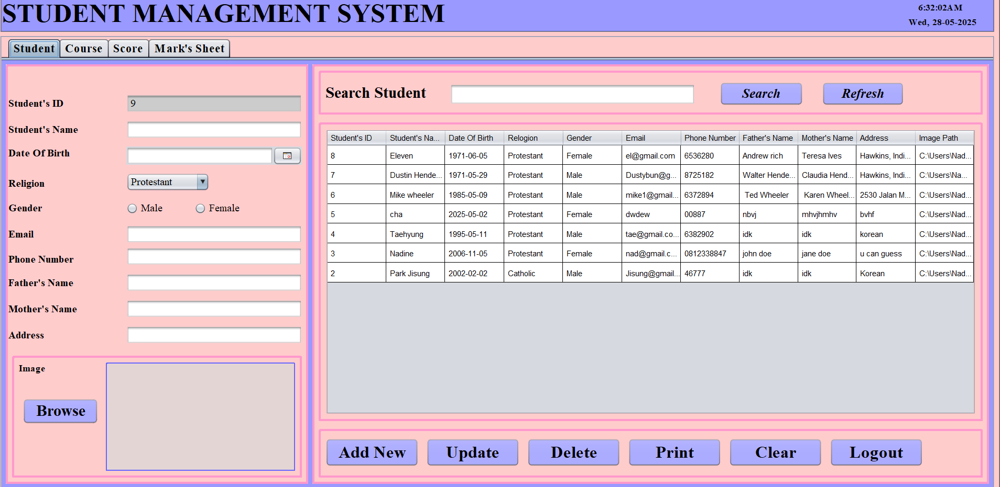 STUDENT MANAGEMENT SYSTEM
6:32:02AM
Wed, 28-05-2025
Student Course Score Mark's Sheet
Student's ID 9
Student's Name
Date Of Birth
Religion Protestant
Gender Male Female
Email
Phone Number
Father's Name
Mother's Name
Address
Image
Browse
Search Student Search Refresh
Student's ID Student's Na... Date Of Birth Relogion Gender Email Phone Number Father's Name Mother's Name Address Image Path
8 Eleven 1971-06-05 Protestant Female el@gmail.com 6536280 Andrew rich Teresa Ives Hawkins, Indi... C:\Users\Nad...
7 Dustin Hende... 1971-05-29 Protestant Male Dustybun@g... 8725182 Walter Hende... Claudia Hend... Hawkins, Indi... C:\Users\Na...
6 Mike wheeler 1985-05-09 Protestant Male mike1@gmail... 6372894 Ted Wheeler Karen Wheel... 2530 Jalan M... C:\Users\Nad...
5 cha 2025-05-02 Protestant Female dwdew 00887 nbvj mhvjhmhv bvhf C:\Users\Nad...
4 Taehyung 1995-05-11 Protestant Male tae@gmail.co... 6382902 idk idk korean C:\Users\Nad...
3 Nadine 2006-11-05 Protestant Female nad@gmail.c... 0812338847 john doe jane doe u can guess C:\Users\Nad...
2 Park Jisung 2002-02-02 Catholic Male Jisung@gmail... 46777 idk idk Korean C:\Users\Nad...
Add New Update Delete Print Clear Logout